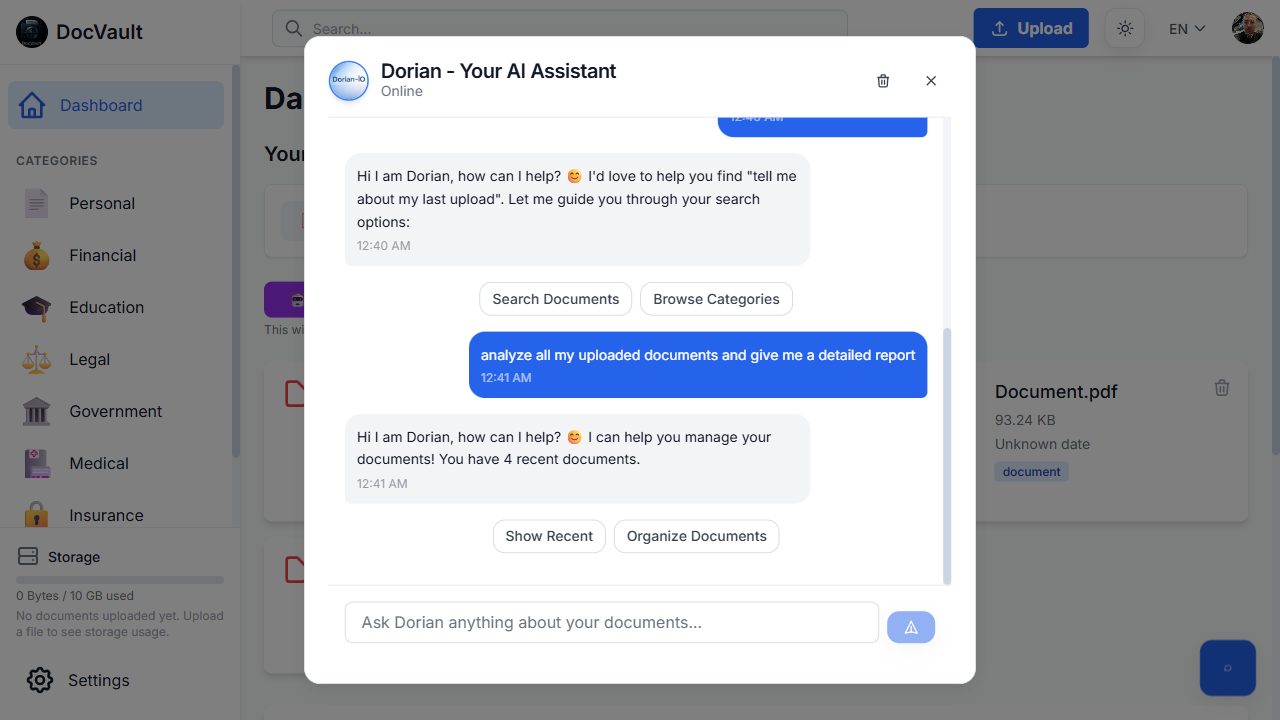 DocVault
Search...
Upload
EN
Dashboard
CATEGORIES
Personal
Financial
Education
Legal
Government
Medical
Insurance
Storage
0 Bytes / 10 GB used
No documents uploaded yet. Upload
a file to see storage usage.
Settings
Da
Your
This wi
Dorian-IO
Dorian - Your AI Assistant
Online
12:40 AM
Hi I am Dorian, how can I help? 😊 I'd love to help you find "tell me
about my last upload". Let me guide you through your search
options:
12:40 AM
Search Documents
Browse Categories
analyze all my uploaded documents and give me a detailed report
12:41 AM
Hi I am Dorian, how can I help? 😊 I can help you manage your
documents! You have 4 recent documents.
12:41 AM
Show Recent
Organize Documents
Ask Dorian anything about your documents...
Document.pdf
93.24 KB
Unknown date
document